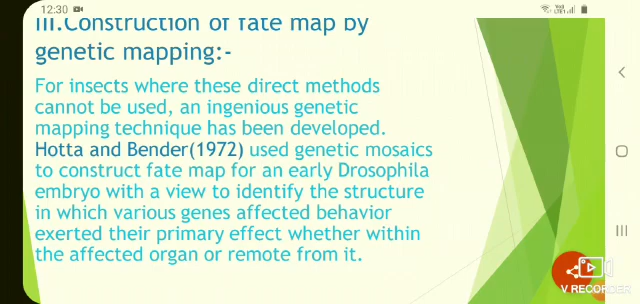 12:30
III.Construction of fate map by
genetic mapping:-
For insects where these direct methods
cannot be used, an ingenious genetic
mapping technique has been developed.
Hotta and Bender(1972) used genetic mosaics
to construct fate map for an early Drosophila
embryo with a view to identify the structure
in which various genes affected behavior
exerted their primary effect whether within
the affected organ or remote from it.
V RECORDER